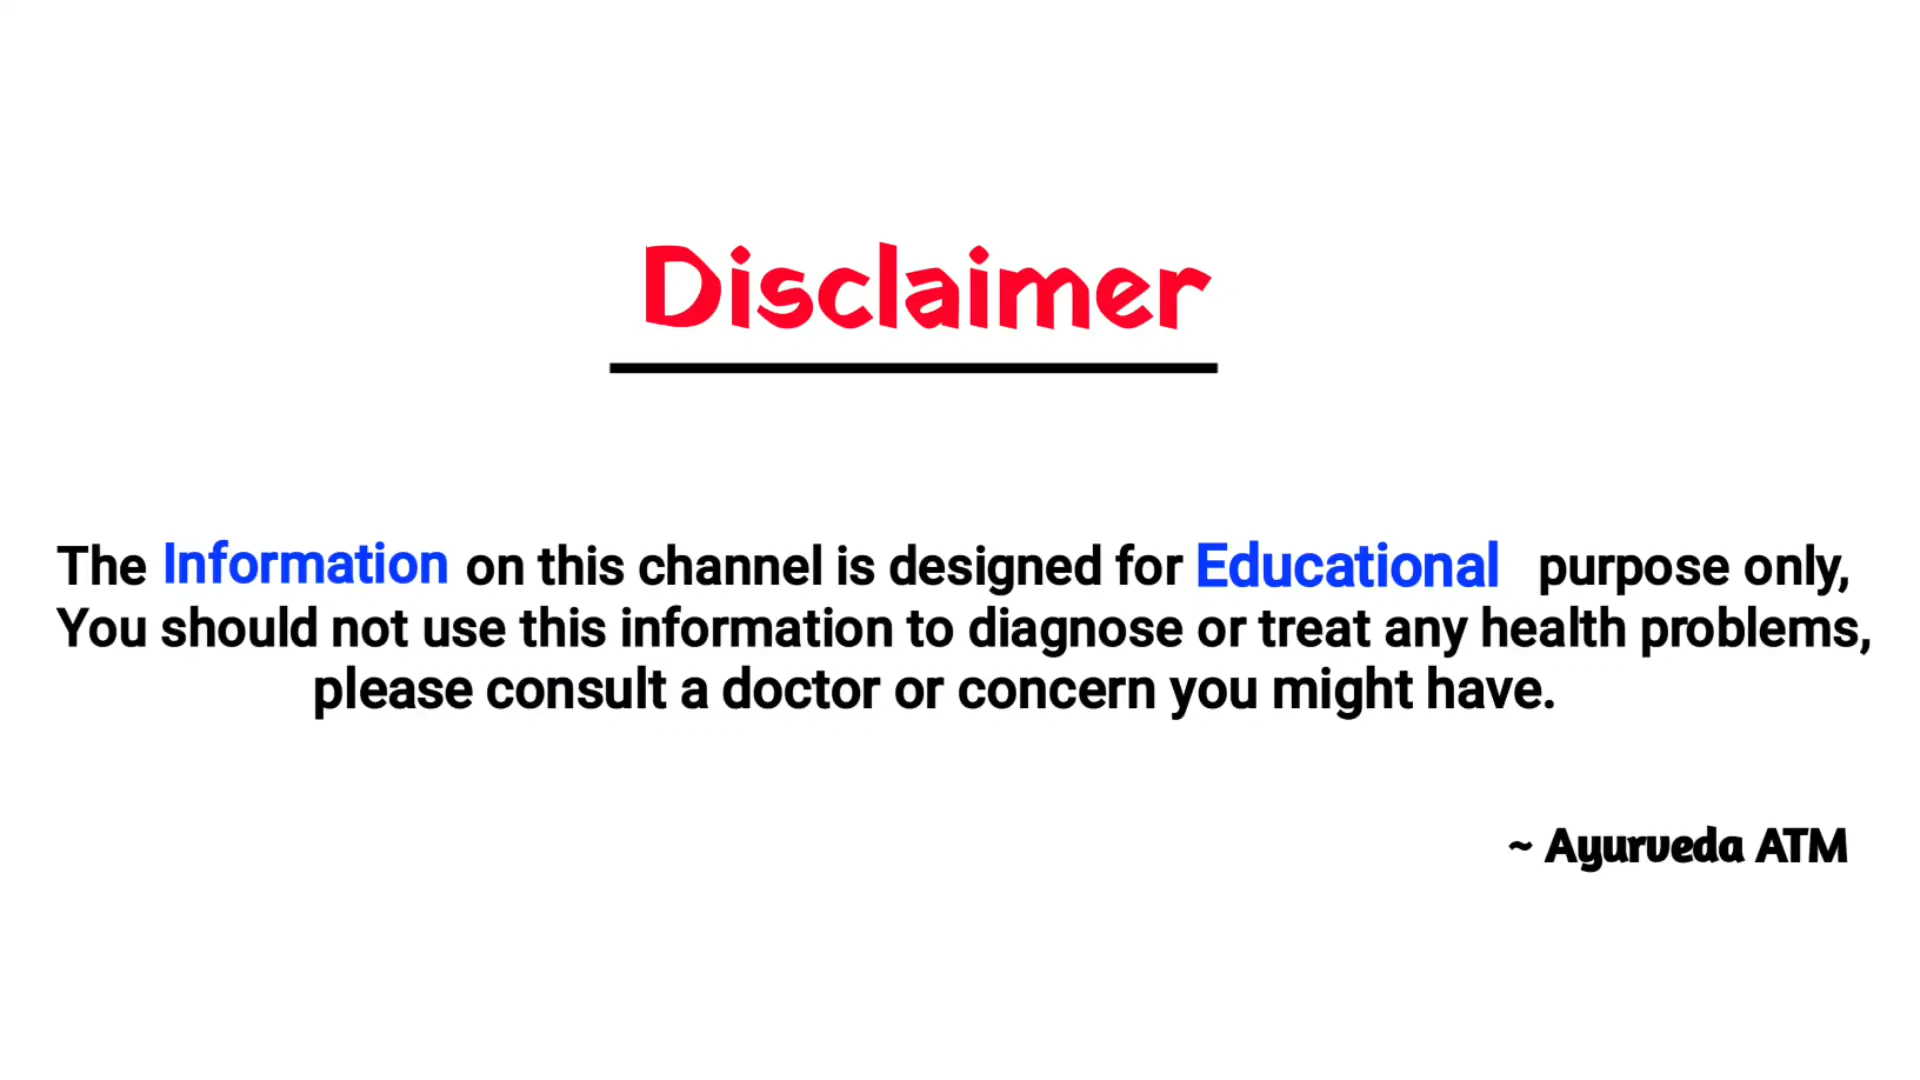 Disclaimer
The Information on this channel is designed for Educational purpose only,
You should not use this information to diagnose or treat any health problems,
please consult a doctor or concern you might have.
~ Ayurveda ATM